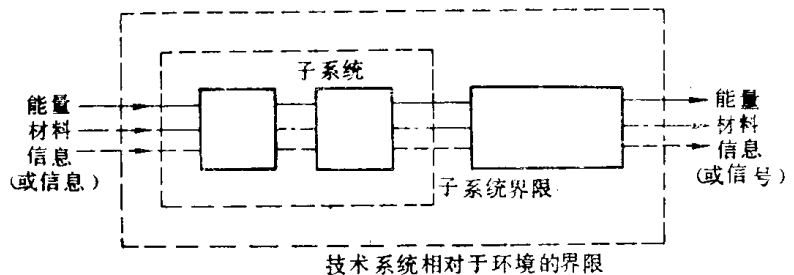 子系统
能量
材料
信息
(或信息)
能量
材料
信息
(或信号)
子系统界限
技术系统相对于环境的界限